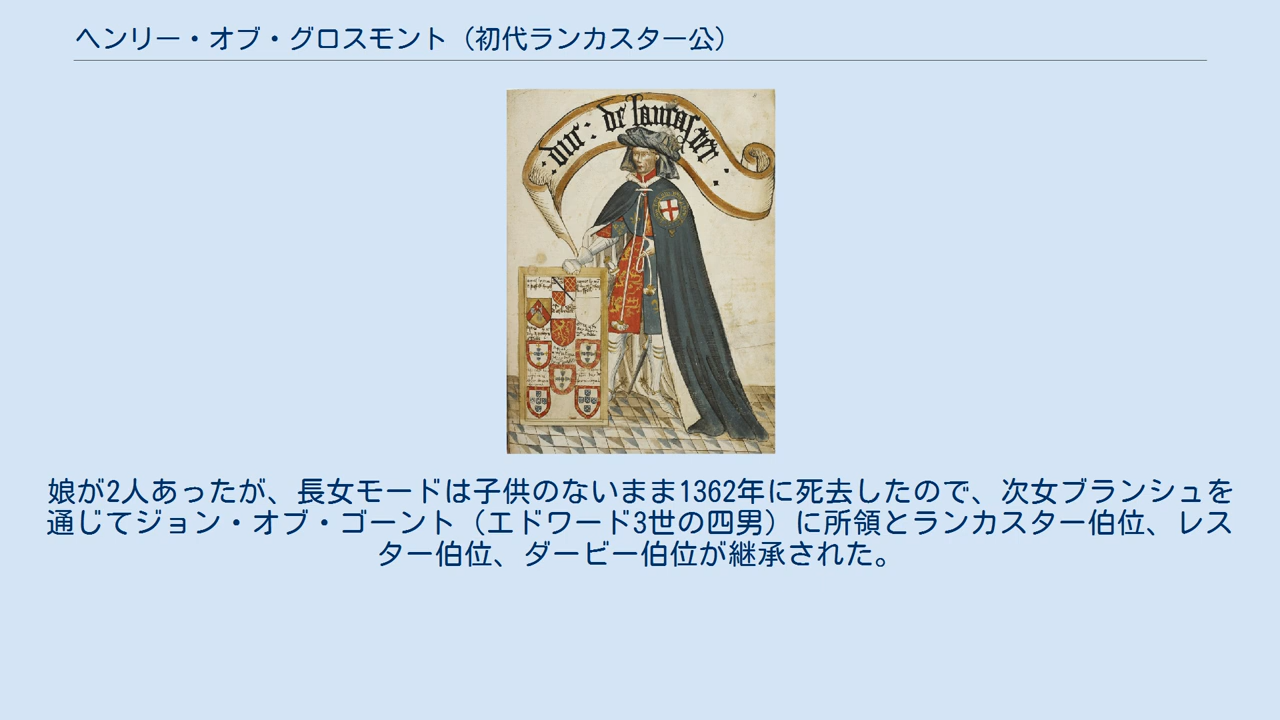 ヘンリー・オブ・グロスモント（初代ランカスター公）
・duc：de lancaster・
娘が2人あったが、長女モードは子供のないまま1362年に死去したので、次女ブランシュを
通じてジョン・オブ・ゴーント（エドワード3世の四男）に所領とランカスター伯位、レス
ター伯位、ダービー伯位が継承された。